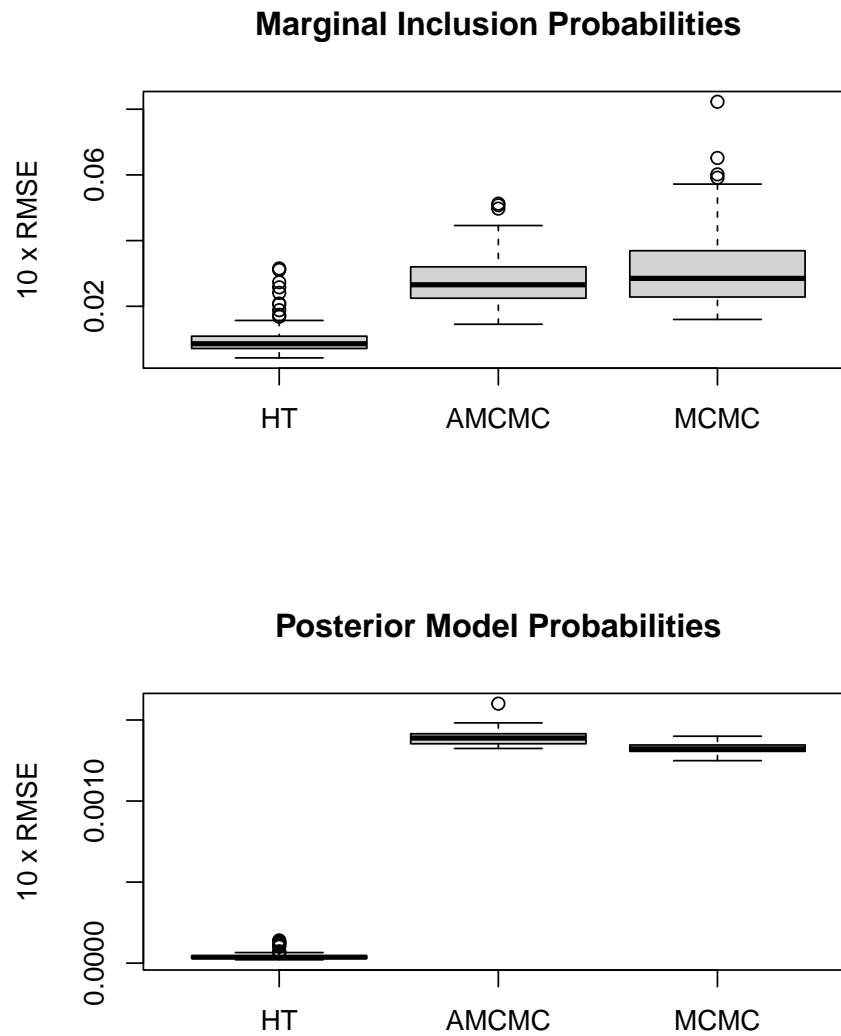 Marginal Inclusion Probabilities
10 x RMSE
0.06
0.02
HT AMCMC MCMC
Posterior Model Probabilities
10 x RMSE
0.0010
0.0000
HT AMCMC MCMC